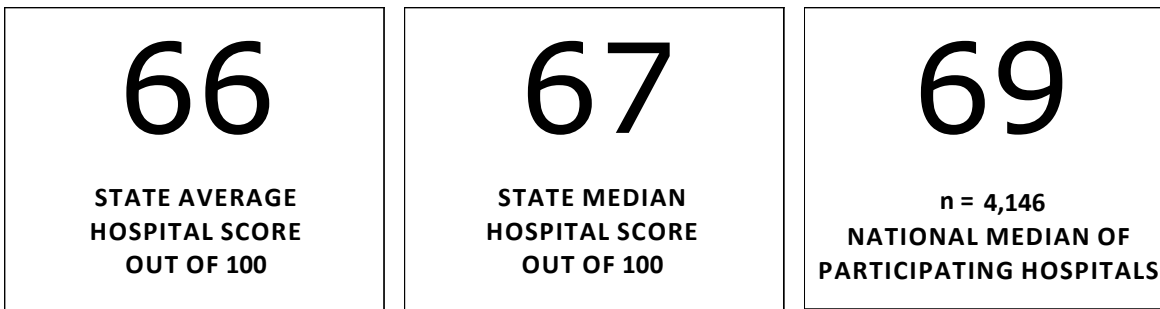 66
STATE AVERAGE
HOSPITAL SCORE
OUT OF 100
67
STATE MEDIAN
HOSPITAL SCORE
OUT OF 100
69
n = 4,146
NATIONAL MEDIAN OF
PARTICIPATING HOSPITALS